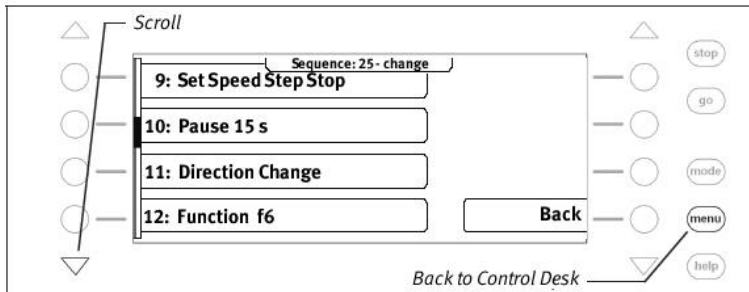 Scroll
Sequence: 25 - change
9: Set Speed Step Stop
10: Pause 15 s
11: Direction Change
12: Function f6
Back
stop
go
mode
menu
help
Back to Control Desk